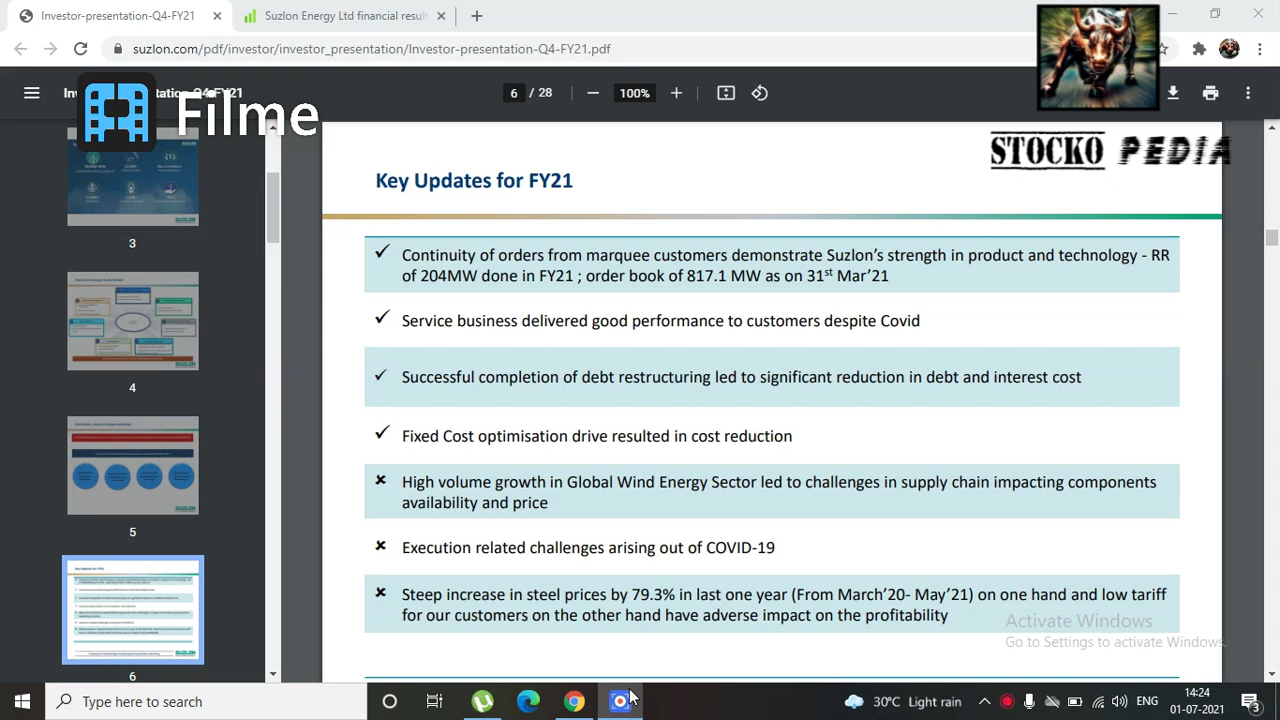 Investor-presentation-Q4-FY21
Suzlon Energy Ltd financial resul
suzlon.com/pdf/investor/investor_presentation/Investor-presentation-Q4-FY21.pdf
6 / 28
100%
Filme
STOCKO PEDIA
Key Updates for FY21
✓ Continuity of orders from marquee customers demonstrate Suzlon's strength in product and technology - RR
of 204MW done in FY21 ; order book of 817.1 MW as on 31st Mar'21
✓ Service business delivered good performance to customers despite Covid
✓ Successful completion of debt restructuring led to significant reduction in debt and interest cost
✓ Fixed Cost optimisation drive resulted in cost reduction
× High volume growth in Global Wind Energy Sector led to challenges in supply chain impacting components
availability and price
× Execution related challenges arising out of COVID-19
× Steep increase in steel prices by 79.3% in last one year (from March'20- May'21) on one hand and low tariff
for our customers on the other hand have adverse impact on the profitability
3
4
5
6
Activate Windows
Go to Settings to activate Windows.
Type here to search
30°C Light rain
ENG
14:24
01-07-2021
3